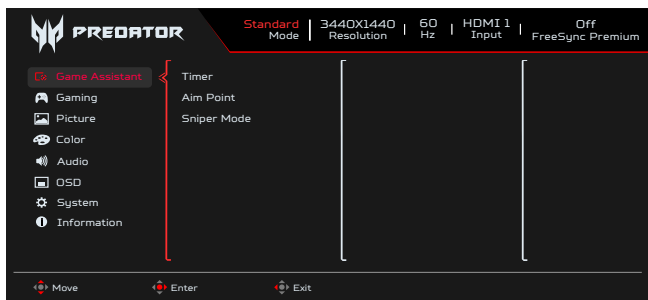 PREDATOR
Standard 3440X1440 60 HDMI 1 Off
Mode Resolution Hz Input FreeSync Premium
Game Assistant Timer
Gaming Aim Point
Picture Sniper Mode
Color
Audio
OSD
System
Information
Move Enter Exit